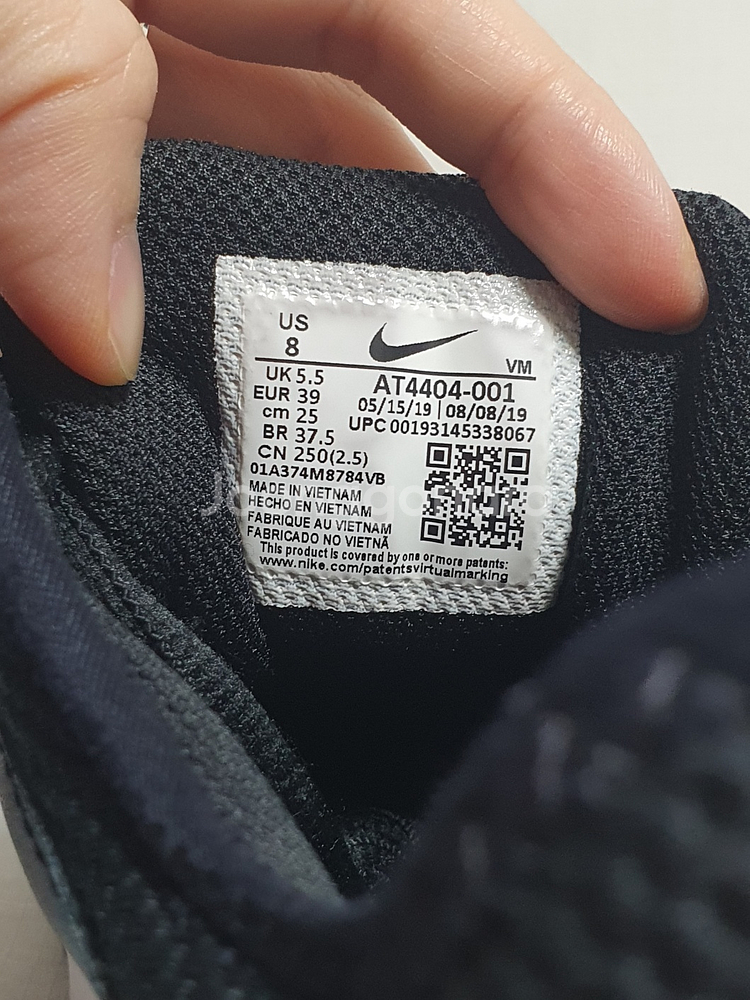 US
8
VM
UK 5.5
EUR 39
cm 25
BR 37.5
CN 250(2.5)
AT4404-001
05/15/19 | 08/08/19
UPC 00193145338067
01A374M8784VB
MADE IN VIETNAM
HECHO EN VIETNAM
FABRIQUE AU VIETNAM
FABRICADO NO VIETNÃ
This product is covered by one or more patents:
www.nike.com/patentsvirtualmarking